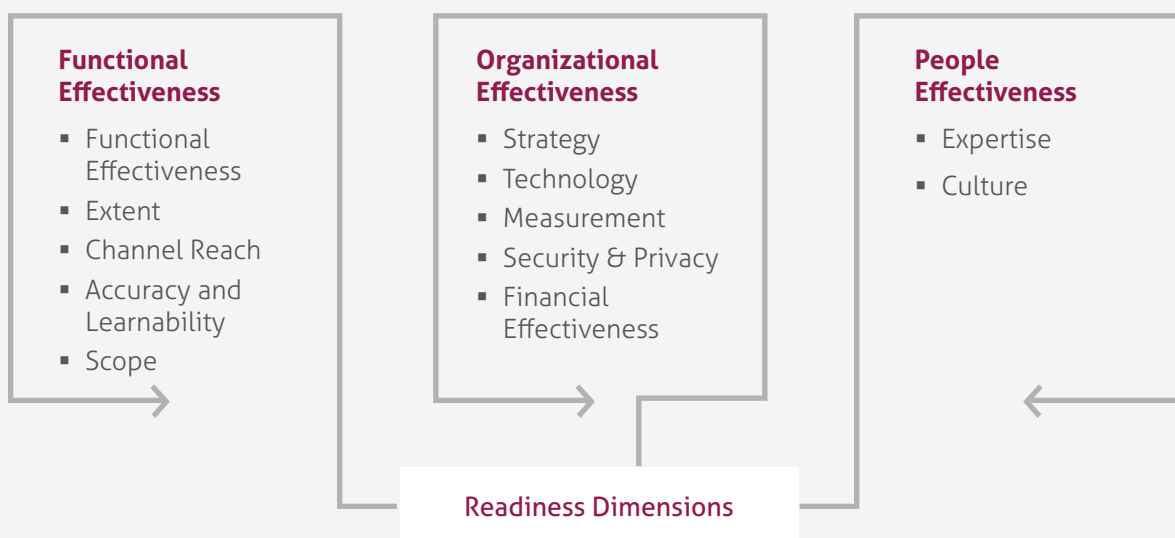 Functional
Effectiveness
▪ Functional
Effectiveness
▪ Extent
▪ Channel Reach
▪ Accuracy and
Learnability
▪ Scope
Organizational
Effectiveness
▪ Strategy
▪ Technology
▪ Measurement
▪ Security & Privacy
▪ Financial
Effectiveness
People
Effectiveness
▪ Expertise
▪ Culture
Readiness Dimensions